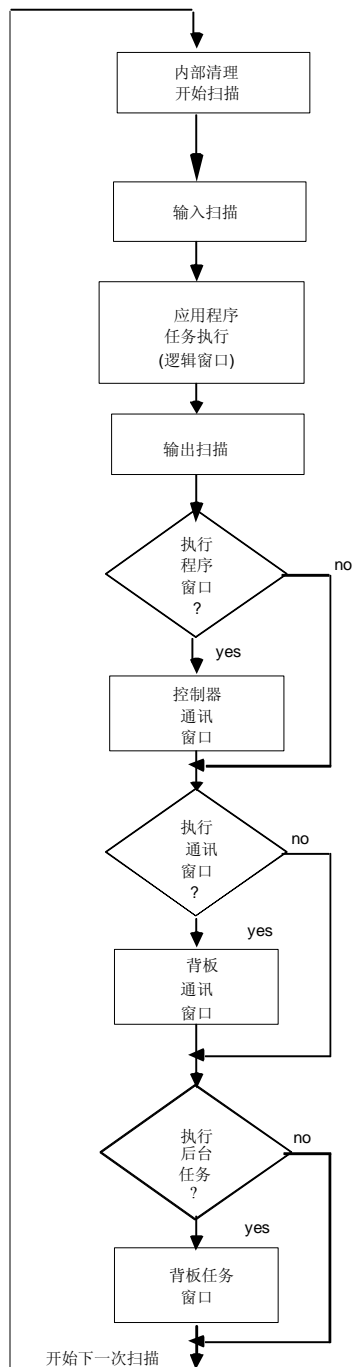 内部清理
开始扫描
输入扫描
应用程序
任务执行
(逻辑窗口)
输出扫描
执行
程序
窗口
?
no
yes
控制器
通讯
窗口
执行
通讯
窗口
?
no
yes
背板
通讯
窗口
执行
后台
任务
?
no
yes
背板任务
窗口
开始下一次扫描